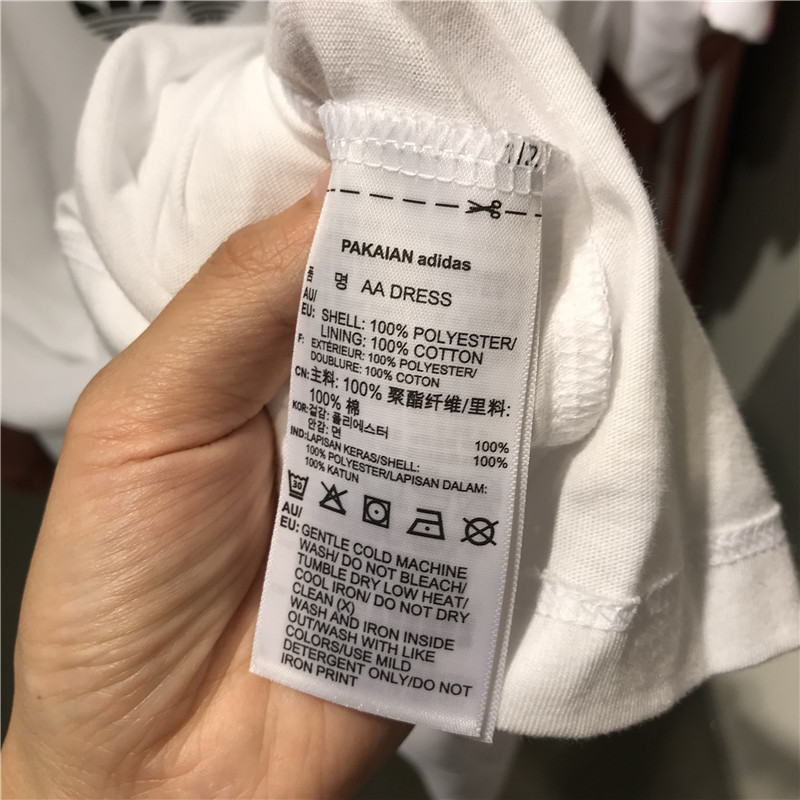 1/2
PAKAIAN adidas
품 명 AA DRESS
AU/
EU: SHELL: 100% POLYESTER/
LINING: 100% COTTON
F: EXTÉRIEUR: 100% POLYESTER/
DOUBLURE: 100% COTON
CN: 主料: 100% 聚酯纤维/里料:
100% 棉
KOR: 겉감: 폴리에스터 100%
안감: 면 100%
IND: LAPISAN KERAS/SHELL:
100% POLYESTER/LAPISAN DALAM:
100% KATUN
30
AU/
EU: GENTLE COLD MACHINE
WASH/ DO NOT BLEACH/
TUMBLE DRY LOW HEAT/
COOL IRON/ DO NOT DRY
CLEAN (X)
WASH AND IRON INSIDE
OUT/WASH WITH LIKE
COLORS/USE MILD
DETERGENT ONLY/DO NOT
IRON PRINT